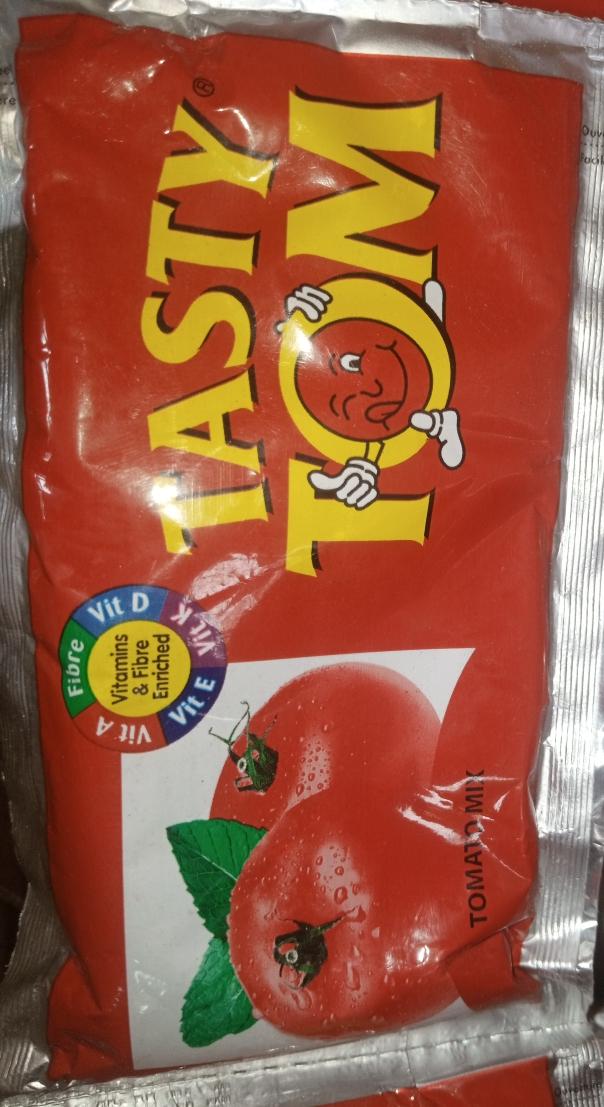 TASTY®
TOM
Vitamins
& Fibre
Enriched
Fibre
Vit D
Vit K
Vit E
Vit A
TOMATO MIX